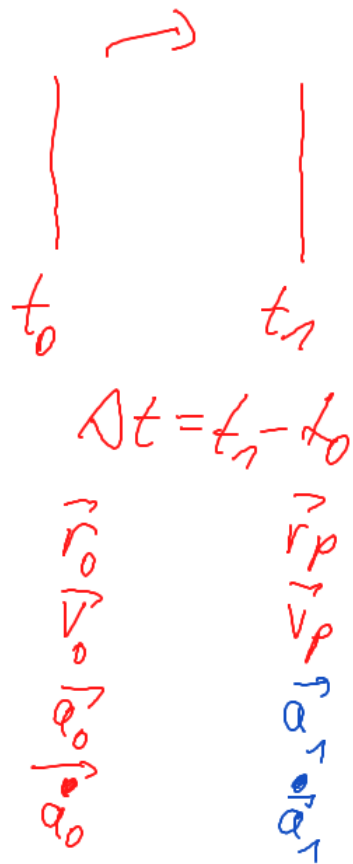 t₀ t₁
Δt = t₁ - t₀
r⃗₀ r⃗ₚ
v⃗₀ v⃗ₚ
a⃗₀ a⃗₁
ȧ⃗₀ ȧ⃗₁